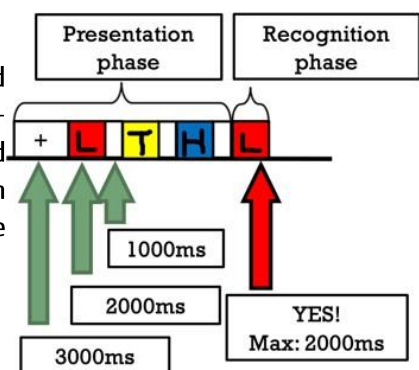 Presentation
phase
Recognition
phase
+ L T H L
1000ms
2000ms
3000ms
YES!
Max: 2000ms